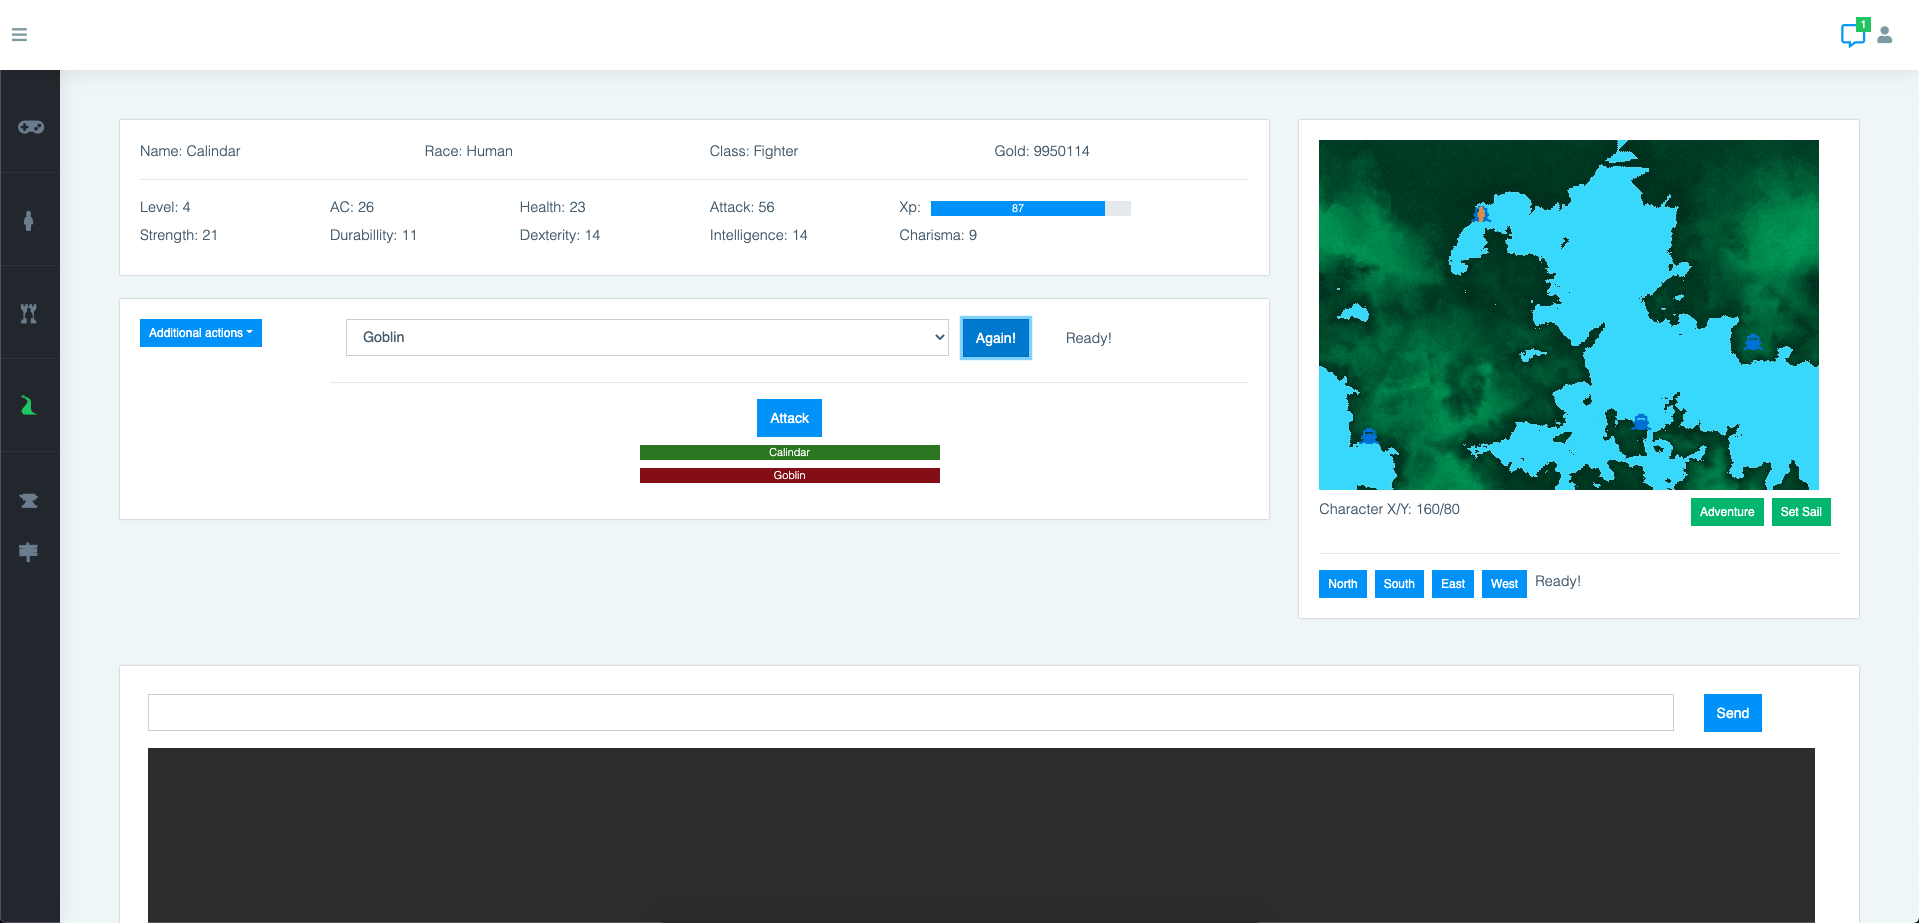 1
Name: Calindar Race: Human Class: Fighter Gold: 9950114
Level: 4 AC: 26 Health: 23 Attack: 56 Xp: 87
Strength: 21 Durabillity: 11 Dexterity: 14 Intelligence: 14 Charisma: 9
Additional actions Goblin Again! Ready!
Attack
Calindar
Goblin
Character X/Y: 160/80 Adventure Set Sail
North South East West Ready!
Send